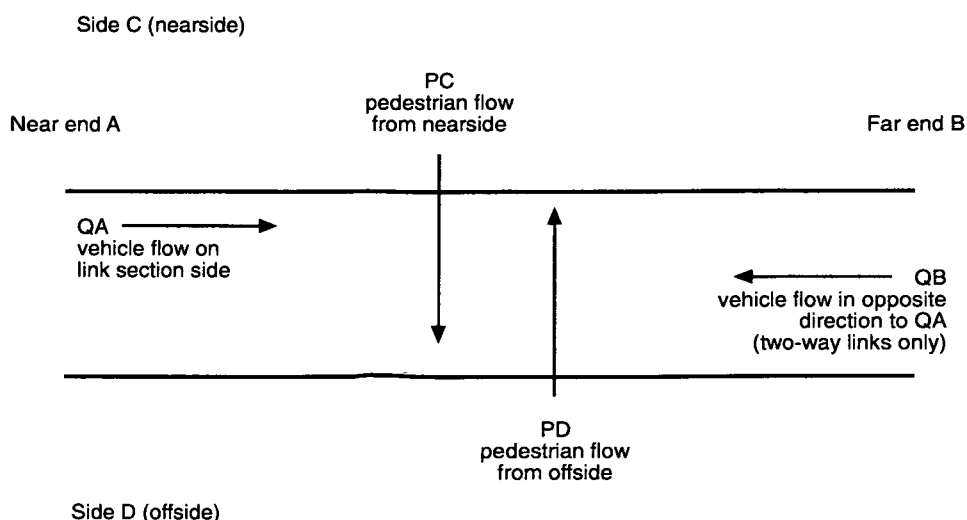 Side C (nearside)
PC
pedestrian flow
from nearside
Near end A
Far end B
QA
vehicle flow on
link section side
QB
vehicle flow in opposite
direction to QA
(two-way links only)
PD
pedestrian flow
from offside
Side D (offside)